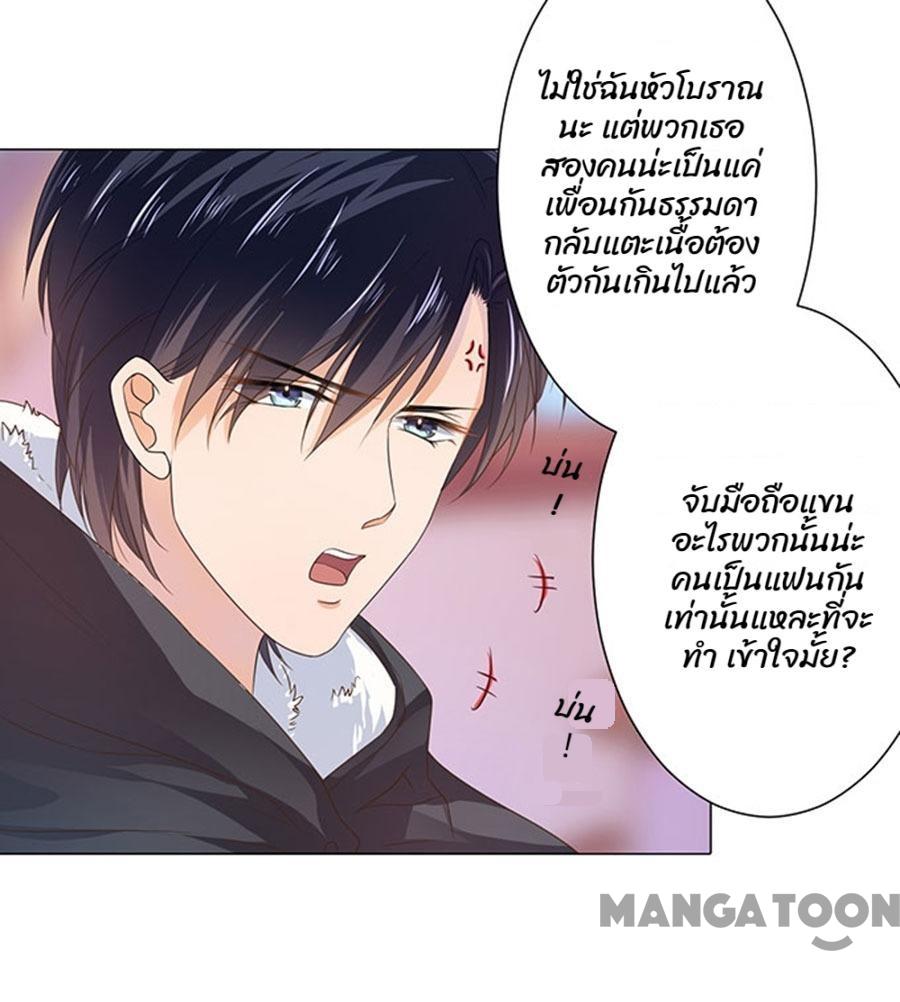 ไม่ใช่ฉันหัวโบราณ
นะ แต่พวกเธอ
สองคนน่ะเป็นแค่
เพื่อนกันธรรมดา
กลับแตะเนื้อต้อง
ตัวกันเกินไปแล้ว
บ่น
!
จับมือถือแขน
อะไรพวกนั้นน่ะ
คนเป็นแฟนกัน
เท่านั้นแหละที่จะ
ทำ เข้าใจมั้ย?
บ่น
!
MANGATOON